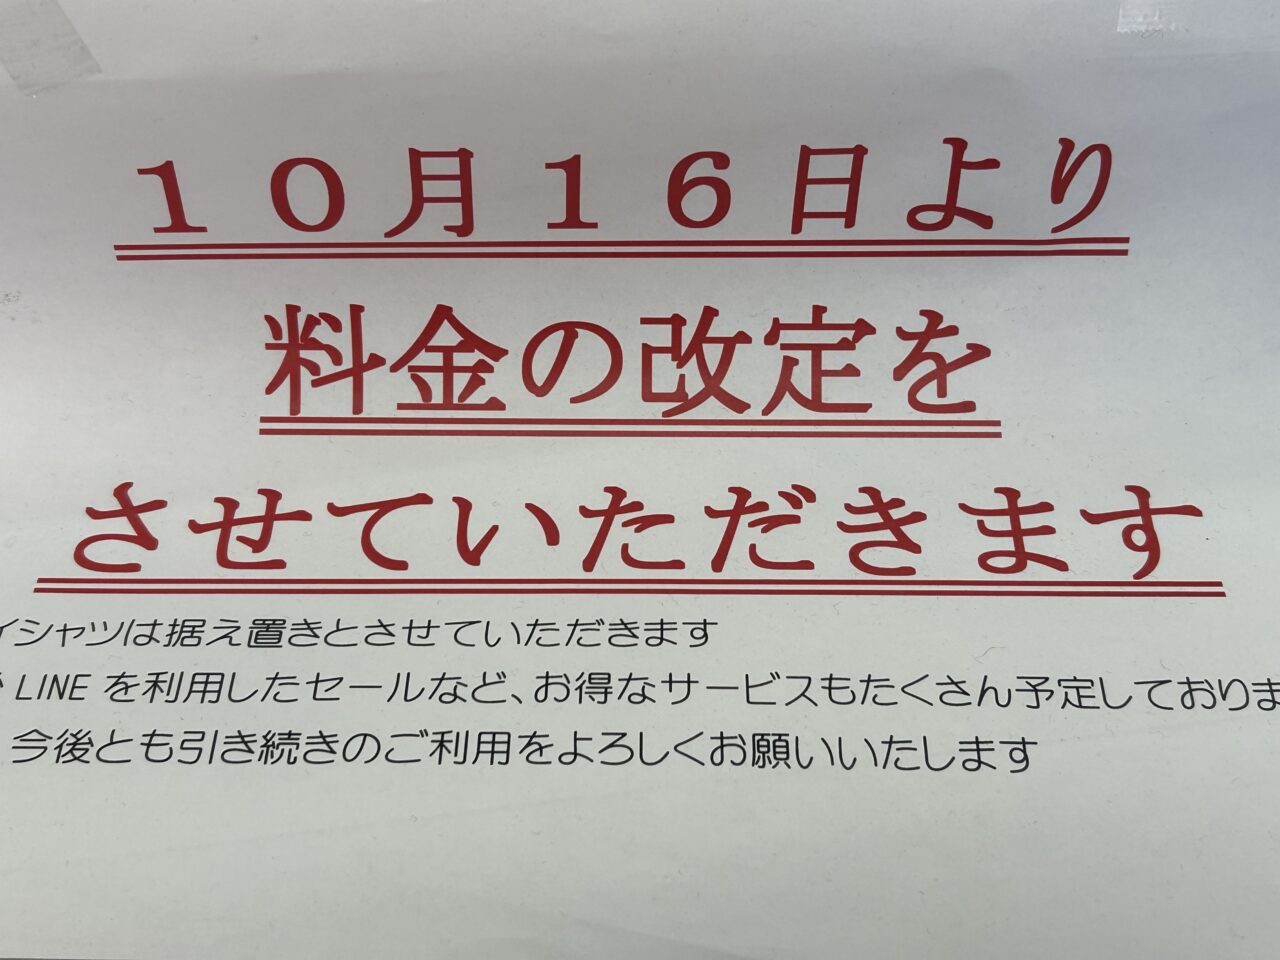 １０月１６日より
料金の改定を
させていただきます
イシャツは据え置きとさせていただきます
LINEを利用したセールなど、お得なサービスもたくさん予定しておりま
今後とも引き続きのご利用をよろしくお願いいたします